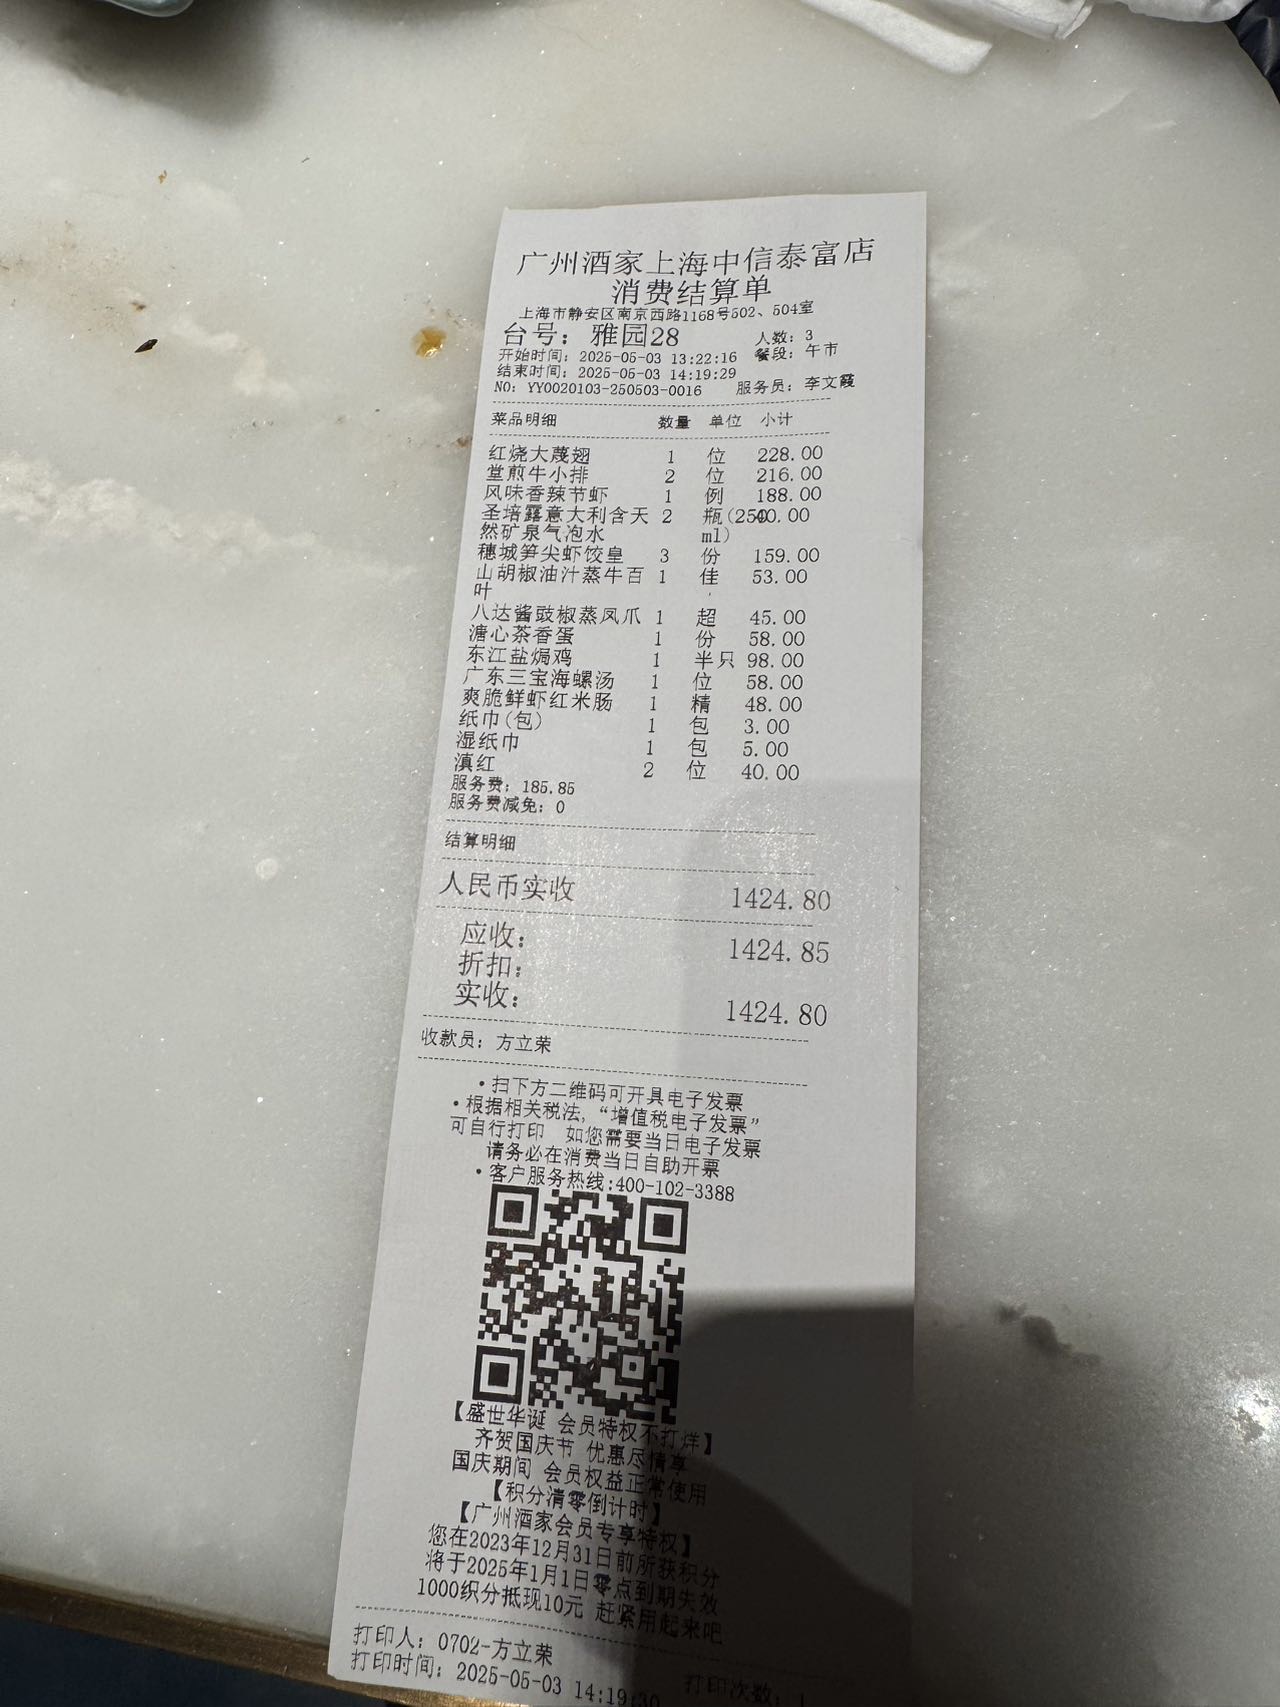 广州酒家上海中信泰富店
消费结算单
上海市静安区南京西路1168号502、504室
台号：雅园28 人数：3
开始时间：2025-05-03 13:22:16 餐段：午市
结束时间：2025-05-03 14:19:29
NO：YY0020103-250503-0016 服务员：李文霞
菜品明细 数量 单位 小计
红烧大蔑翅 1 位 228.00
堂煎牛小排 2 位 216.00
风味香辣节虾 1 例 188.00
圣培露意大利含天 2 瓶(250 40.00
然矿泉气泡水 ml)
穗城笋尖虾饺皇 3 份 159.00
山胡椒油汁蒸牛百 1 佳 53.00
叶
八达酱豉椒蒸凤爪 1 超 45.00
溏心茶香蛋 1 份 58.00
东江盐焗鸡 1 半只 98.00
广东三宝海螺汤 1 位 58.00
爽脆鲜虾红米肠 1 精 48.00
纸巾(包) 1 包 3.00
湿纸巾 1 包 5.00
滇红 2 位 40.00
服务费：185.85
服务费减免：0
结算明细
人民币实收 1424.80
应收： 1424.85
折扣：
实收： 1424.80
收款员：方立荣
•扫下方二维码可开具电子发票
•根据相关税法，“增值税电子发票”
可自行打印 如您需要当日电子发票
请务必在消费当日自助开票
•客户服务热线:400-102-3388
【盛世华诞 会员特权不打烊】
齐贺国庆节 优惠尽情享
国庆期间 会员权益正常使用
【积分清零倒计时】
【广州酒家会员专享特权】
您在2023年12月31日前所获积分
将于2025年1月1日零点到期失效
1000积分抵现10元 赶紧用起来吧
打印人：0702-方立荣
打印时间：2025-05-03 14:19:30 打印次数：1